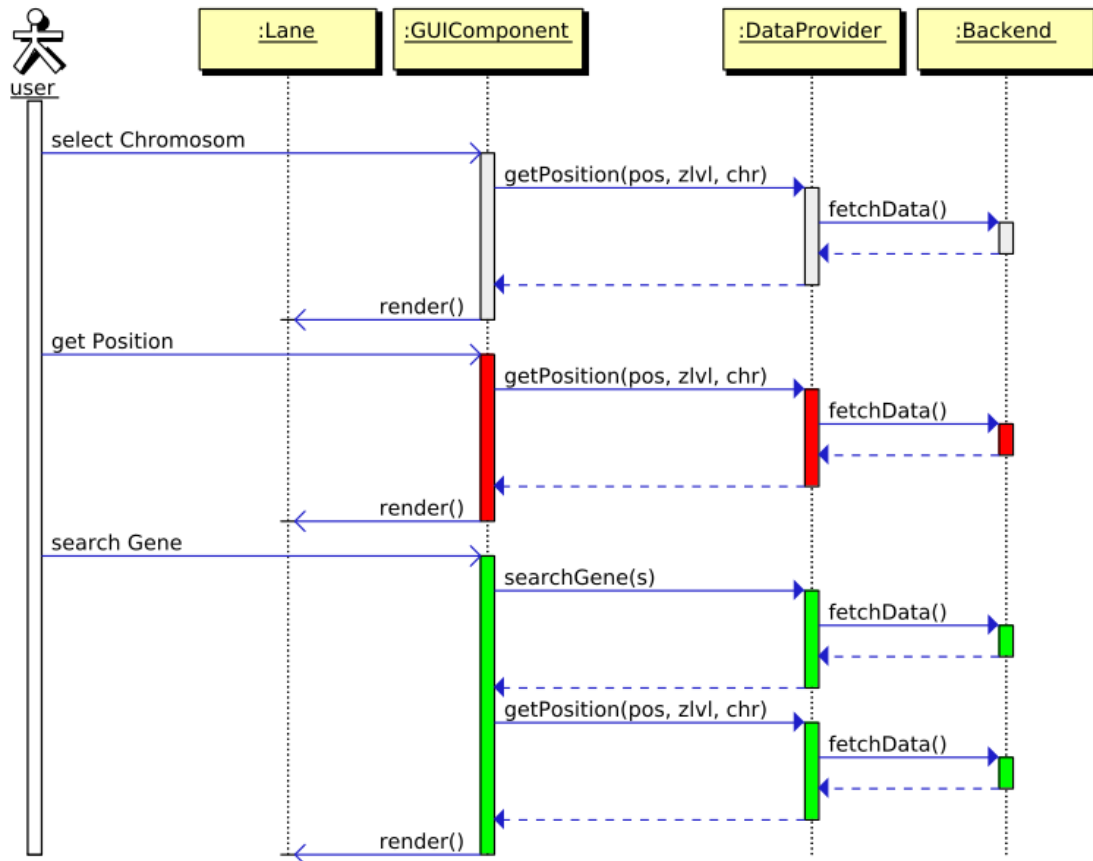 :Lane
:GUIComponent
:DataProvider
:Backend
user
select Chromosom
getPosition(pos, zlvl, chr)
fetchData()
render()
get Position
getPosition(pos, zlvl, chr)
fetchData()
render()
search Gene
searchGene(s)
fetchData()
getPosition(pos, zlvl, chr)
fetchData()
render()